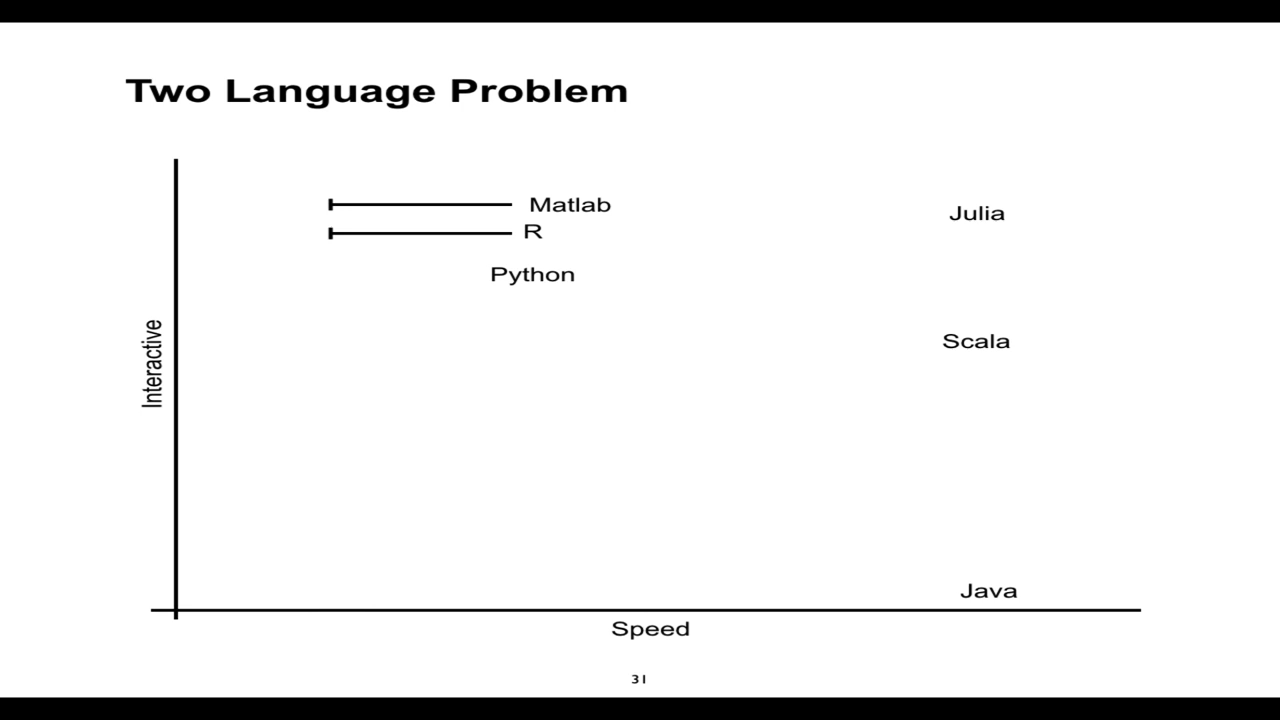 Two Language Problem
Matlab
Julia
R
Python
Interactive
Scala
Java
Speed
31